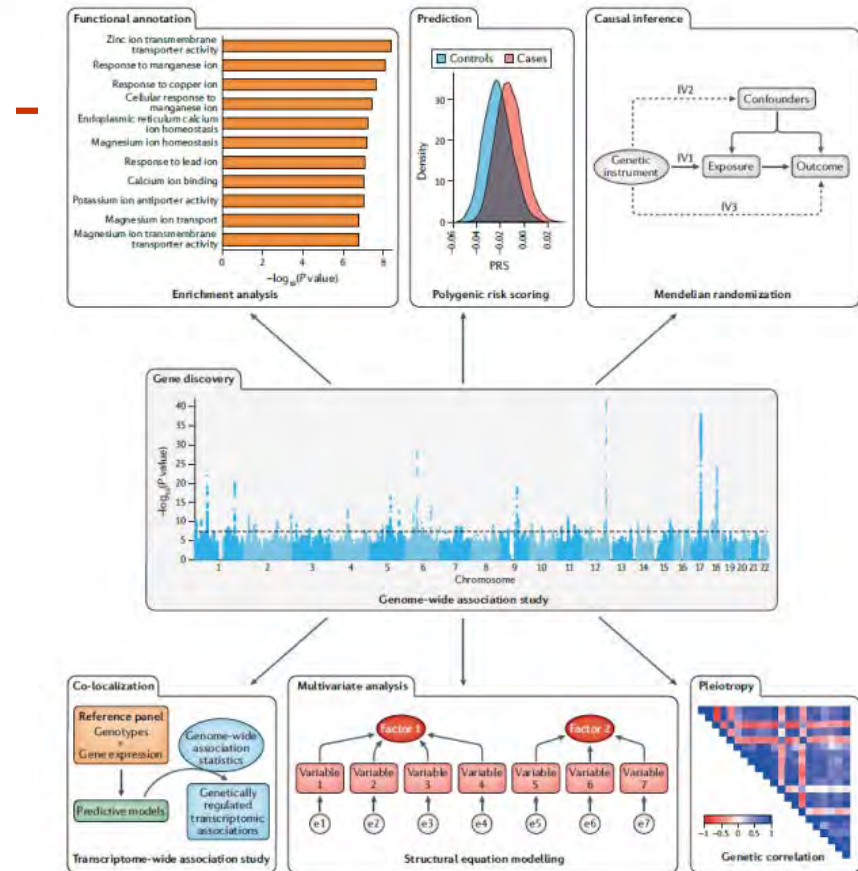 Functional annotation
Zinc ion transmembrane
transporter activity
Response to manganese ion
Response to copper ion
Cellular response to
manganese ion
Endoplasmic reticulum calcium
ion homeostasis
Magnesium ion homeostasis
Response to lead ion
Calcium ion binding
Potassium ion antiporter activity
Magnesium ion transport
Magnesium ion transmembrane
transporter activity
0 2 4 6 8
–log₁₀(P value)
Enrichment analysis
Prediction
Controls Cases
30
20
10
0
Density
-0.06 -0.04 -0.02 0.00 0.02
PRS
Polygenic risk scoring
Causal inference
IV2
Confounders
Genetic
instrument
IV1
Exposure
Outcome
IV3
Mendelian randomization
Gene discovery
40
35
30
25
20
15
10
5
0
–log₁₀(P value)
1 2 3 4 5 6 7 8 9 10 11 12 13 14 15 16 17 18 19 20 21 22
Chromosome
Genome-wide association study
Co-localization
Reference panel
Genotypes
+
Gene expression
Genome-wide
association
statistics
Predictive models
Genetically
regulated
transcriptomic
associations
Transcriptome-wide association study
Multivariate analysis
Factor 1 Factor 2
Variable Variable Variable Variable Variable Variable Variable
1 2 3 4 5 6 7
e1 e2 e3 e4 e5 e6 e7
Structural equation modelling
Pleiotropy
-1 -0.5 0 0.5 1
Genetic correlation